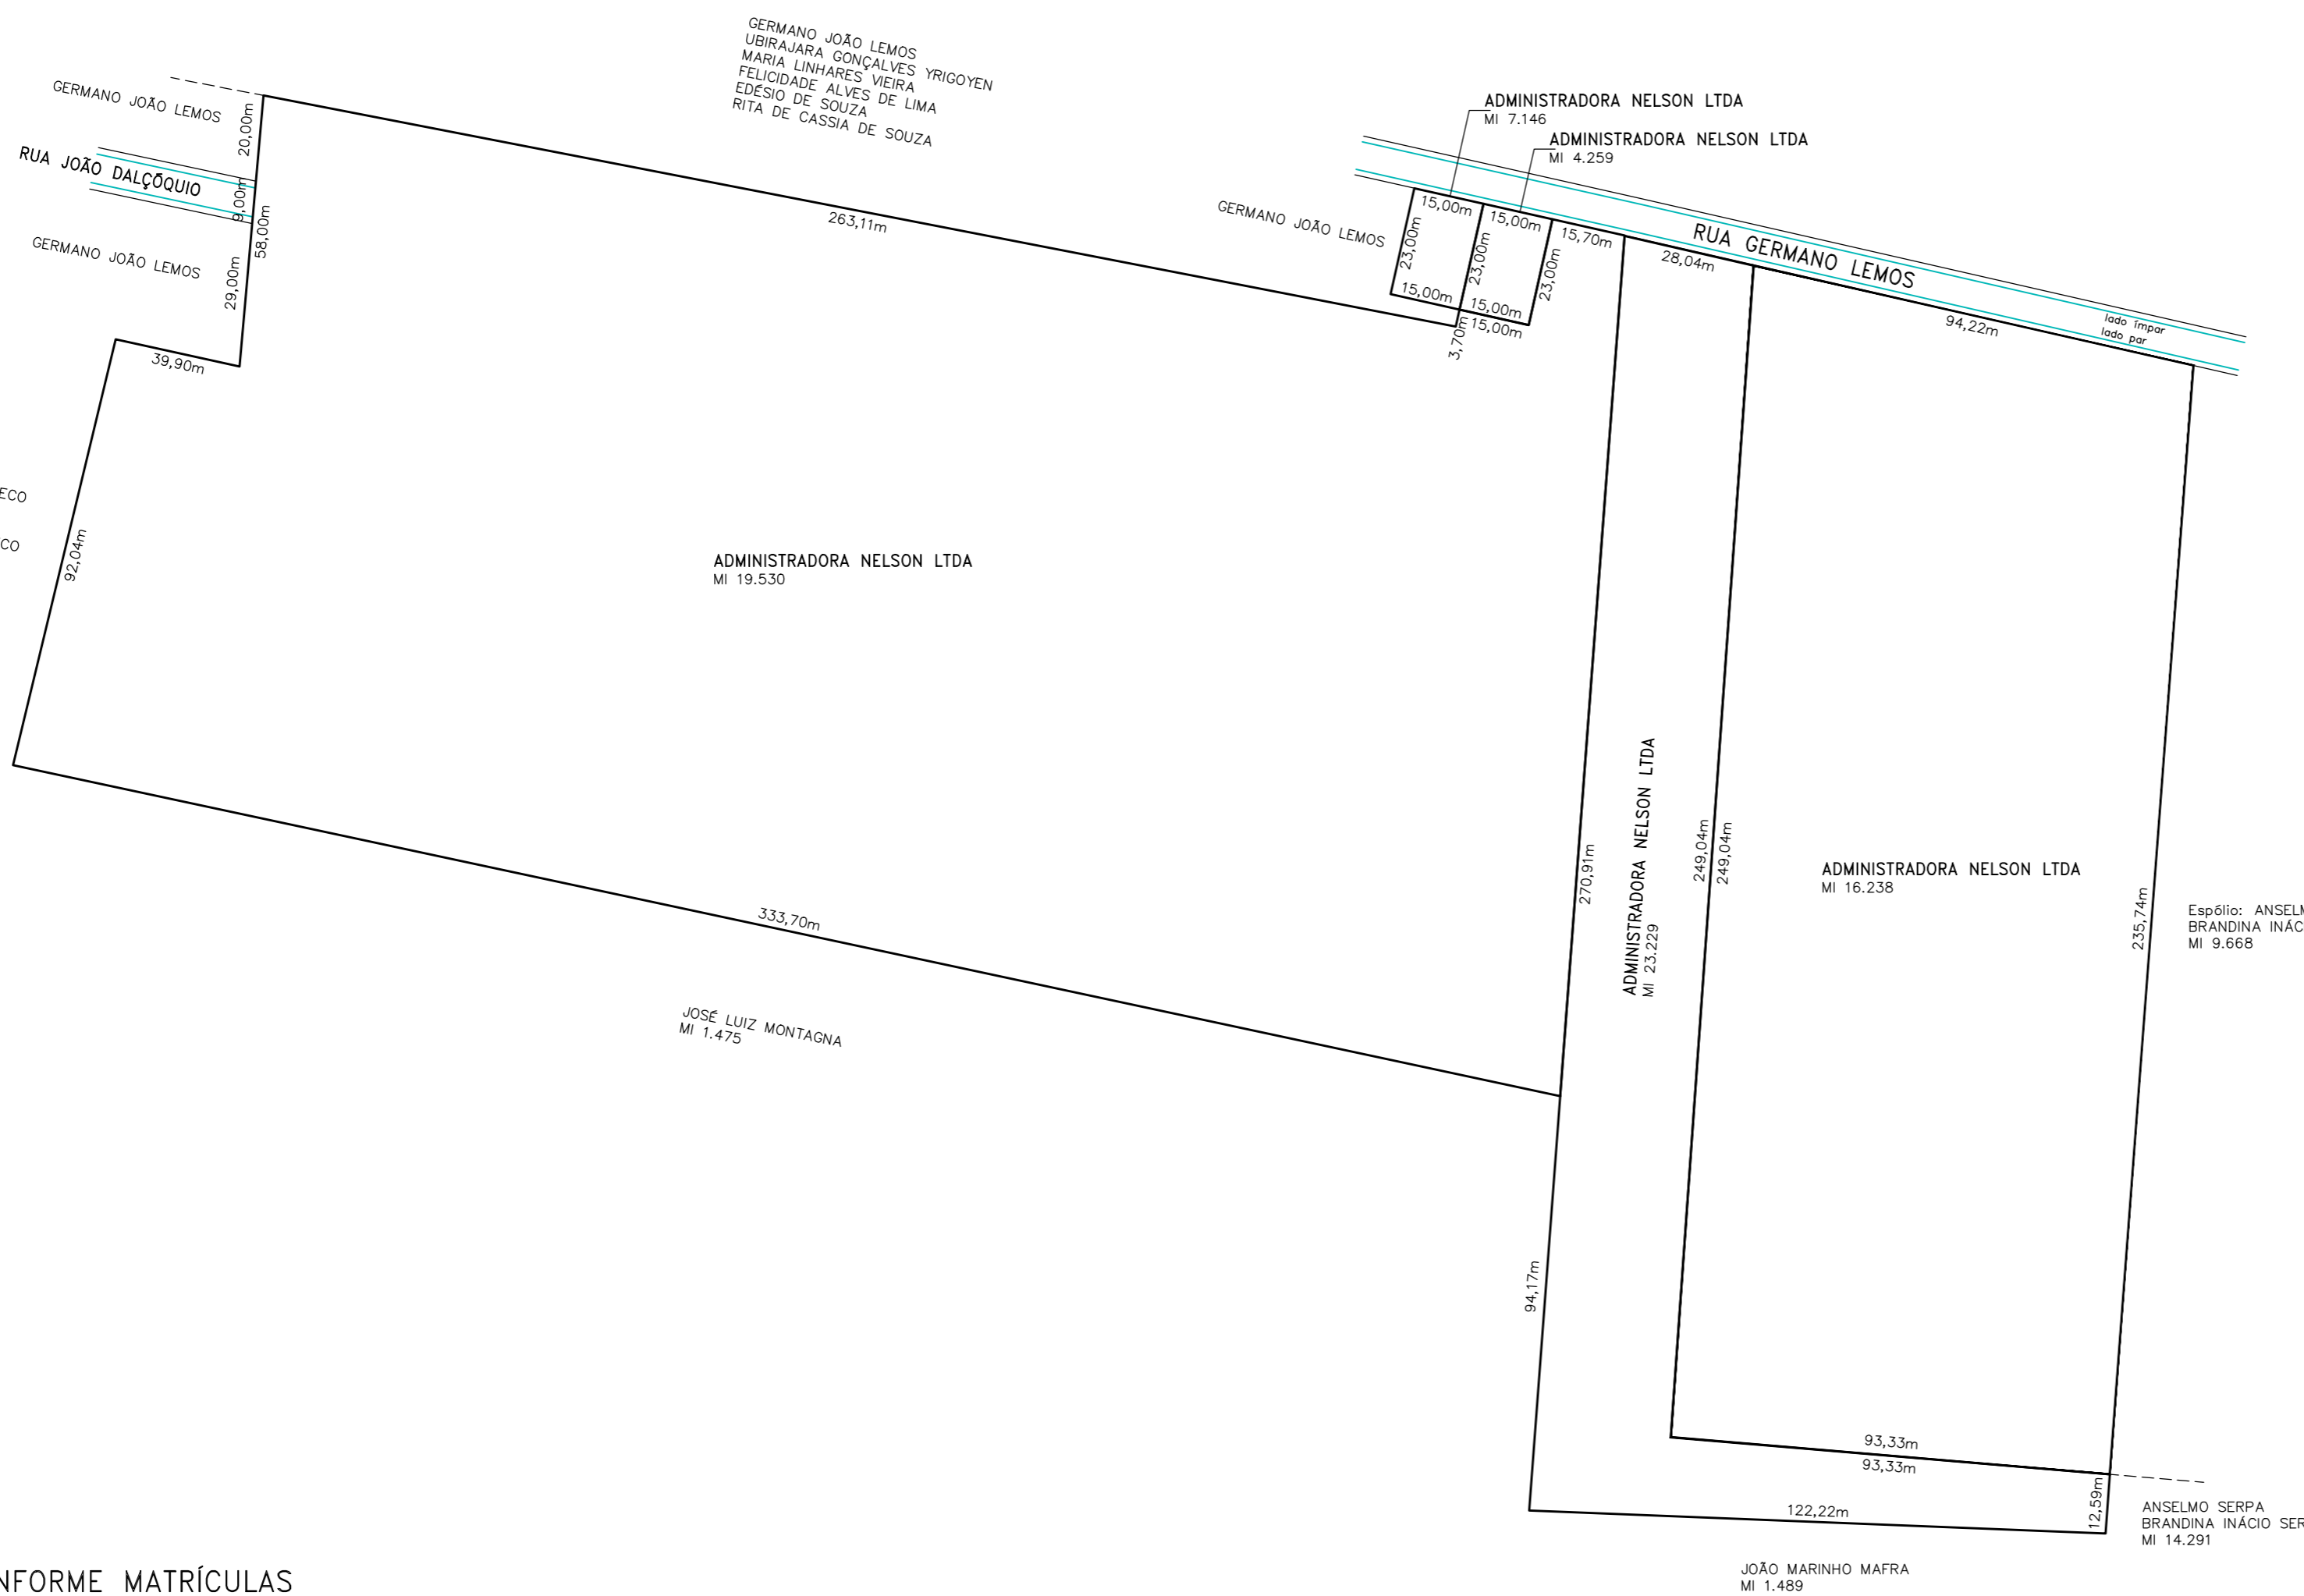 GERMANO JOÃO LEMOS
UBIRAJARA GONÇALVES YRIGOYEN
MARIA LINHARES VIEIRA
FELICIDADE ALVES DE LIMA
EDÉSIO DE SOUZA
RITA DE CASSIA DE SOUZA
GERMANO JOÃO LEMOS
20,00m
RUA JOÃO DALÇÓQUIO
9,00m
58,00m
GERMANO JOÃO LEMOS
29,00m
39,90m
263,11m
ADMINISTRADORA NELSON LTDA
MI 7.146
ADMINISTRADORA NELSON LTDA
MI 4.259
GERMANO JOÃO LEMOS
15,00m
15,00m
15,70m
23,00m
23,00m
23,00m
15,00m
15,00m
15,00m
3,70m
RUA GERMANO LEMOS
28,04m
94,22m
lado ímpar
lado par
ECO
CO
92,04m
ADMINISTRADORA NELSON LTDA
MI 19.530
333,70m
JOSÉ LUIZ MONTAGNA
MI 1.475
270,91m
ADMINISTRADORA NELSON LTDA
MI 23.229
249,04m
249,04m
ADMINISTRADORA NELSON LTDA
MI 16.238
235,74m
Espólio: ANSELM
BRANDINA INÁC
MI 9.668
94,17m
93,33m
93,33m
122,22m
12,59m
ANSELMO SERPA
BRANDINA INÁCIO SER
MI 14.291
JOÃO MARINHO MAFRA
MI 1.489
NFORME MATRÍCULAS